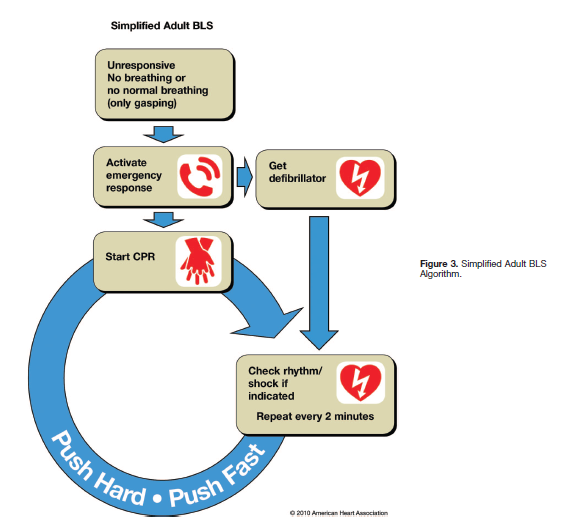 Simplified Adult BLS
Unresponsive
No breathing or
no normal breathing
(only gasping)
Activate
emergency
response
Get
defibrillator
Start CPR
Figure 3. Simplified Adult BLS
Algorithm.
Check rhythm/
shock if
indicated
Repeat every 2 minutes
Push Hard • Push Fast
© 2010 American Heart Association